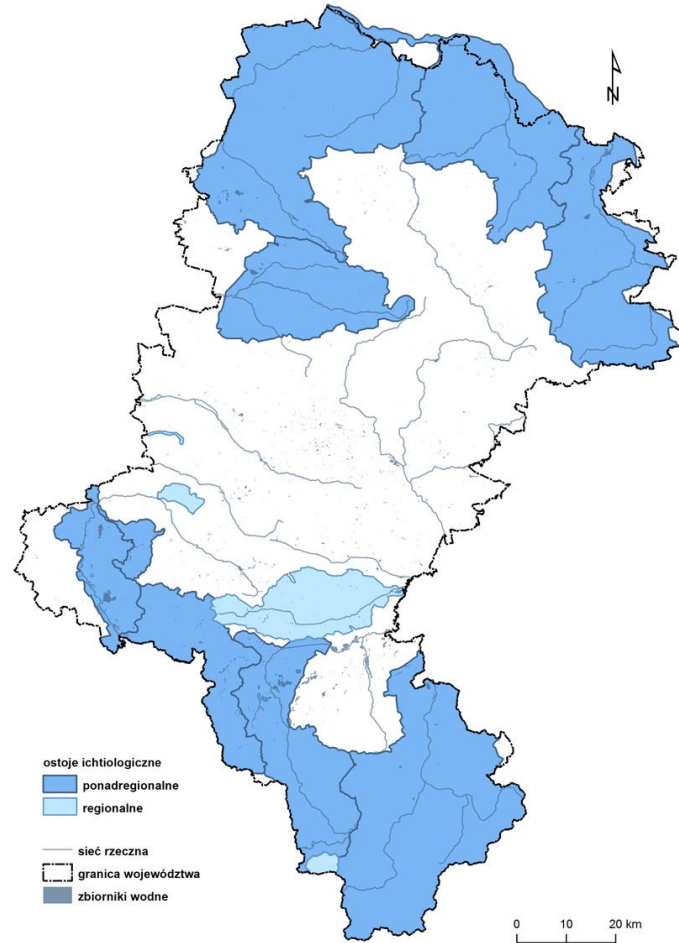 N
ostoje ichtiologiczne
ponadregionalne
regionalne
sieć rzeczna
granica województwa
zbiorniki wodne
0 10 20 km